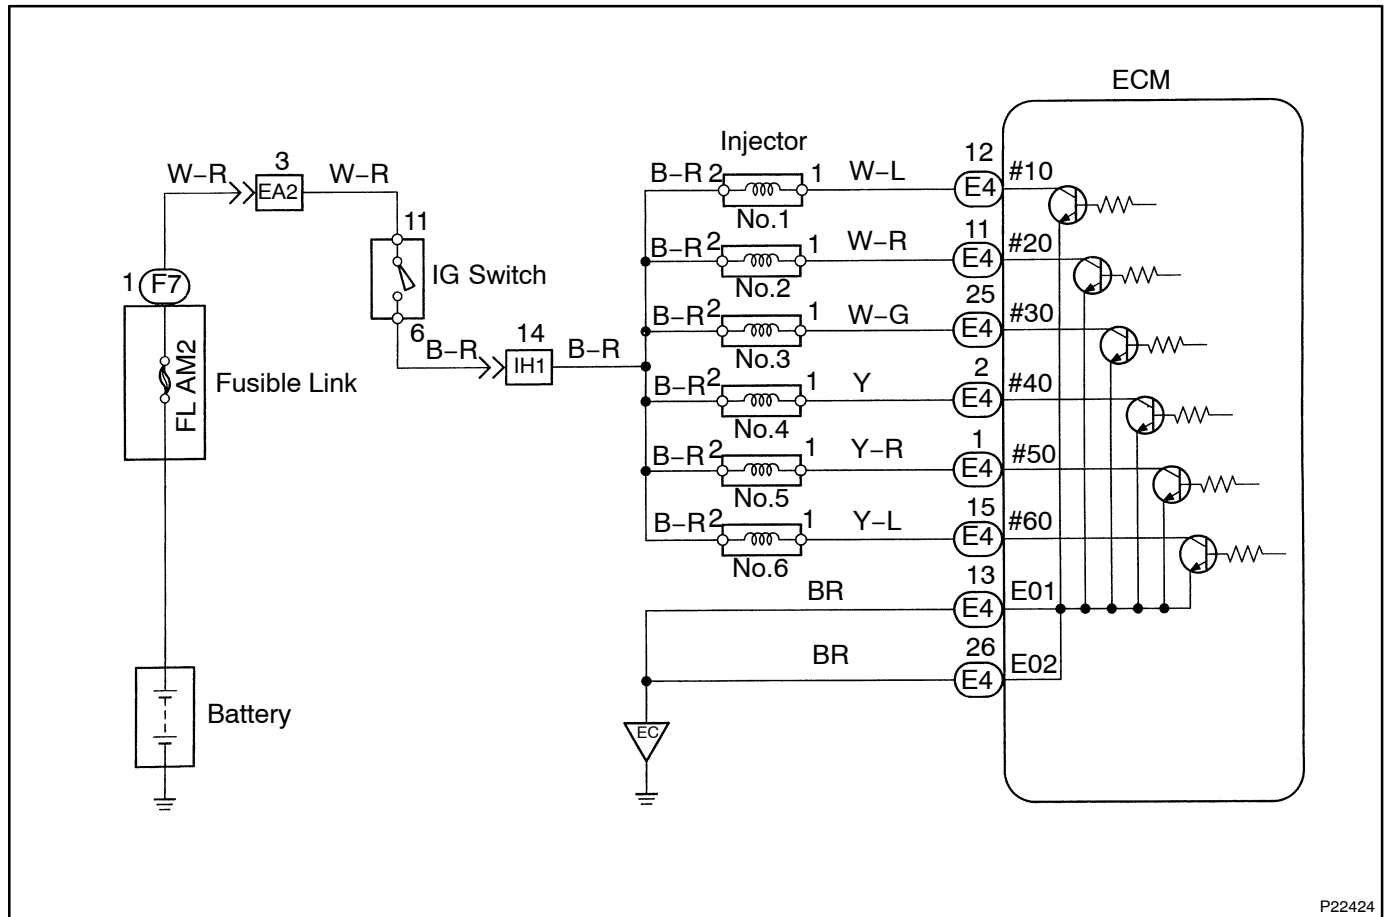 ECM
Injector
W–R
3
EA2
W–R
11
IG Switch
6
B–R
14
IH1
B–R
1
F7
FL AM2
Fusible Link
Battery
B–R 2
1
W–L
12
E4
#10
No.1
B–R 2
1
W–R
11
E4
#20
No.2
B–R 2
1
W–G
25
E4
#30
No.3
B–R 2
1
Y
2
E4
#40
No.4
B–R 2
1
Y–R
1
E4
#50
No.5
B–R 2
1
Y–L
15
E4
#60
No.6
BR
13
E4
E01
BR
26
E4
E02
EC
P22424